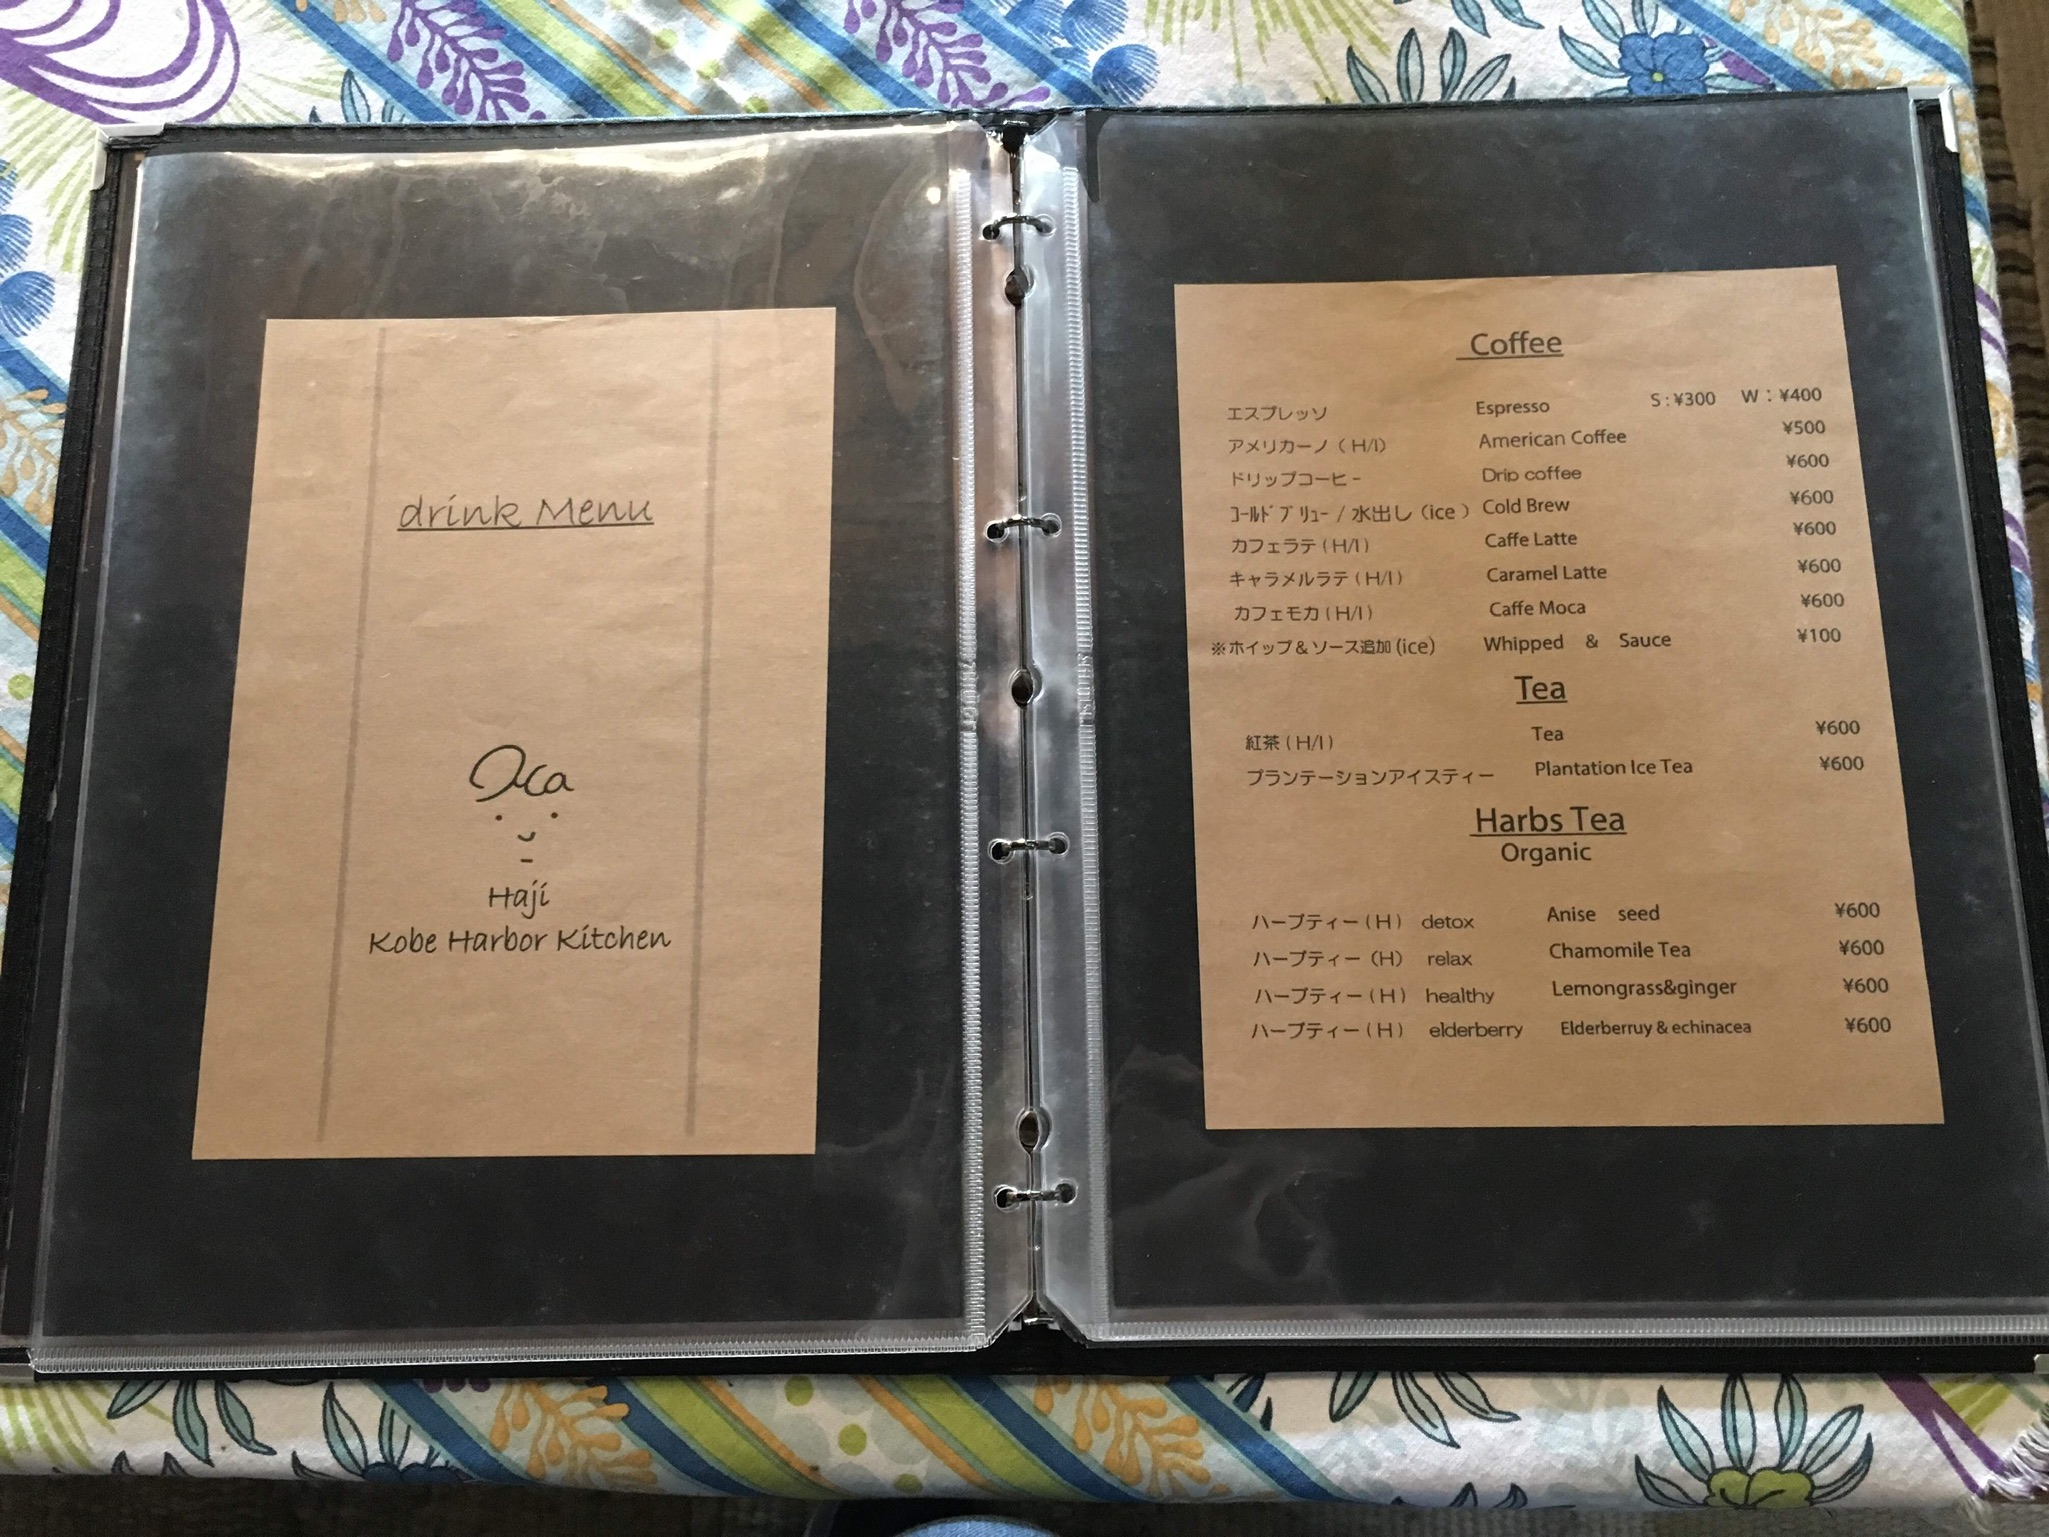 drink Menu
Oca
Haji
Kobe Harbor Kitchen
Coffee
エスプレッソ Espresso S:¥300 W:¥400
アメリカーノ (H/I) American Coffee ¥500
ドリップコーヒ- Drip coffee ¥600
ｺｰﾙﾄﾞﾌﾞﾘｭｰ / 水出し (ice) Cold Brew ¥600
カフェラテ (H/I) Caffe Latte ¥600
キャラメルラテ (H/I) Caramel Latte ¥600
カフェモカ (H/I) Caffe Moca ¥600
※ホイップ&ソース追加 (ice) Whipped & Sauce ¥100
Tea
紅茶 (H/I) Tea ¥600
プランテーションアイスティー Plantation Ice Tea ¥600
Harbs Tea
Organic
ハーブティー (H) detox Anise seed ¥600
ハーブティー (H) relax Chamomile Tea ¥600
ハーブティー (H) healthy Lemongrass&ginger ¥600
ハーブティー (H) elderberry Elderberruy & echinacea ¥600